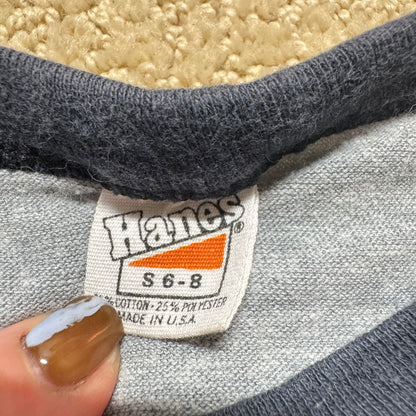 Hanes®
S 6-8
% COTTON · 25% POLYESTER
MADE IN U.S.A.